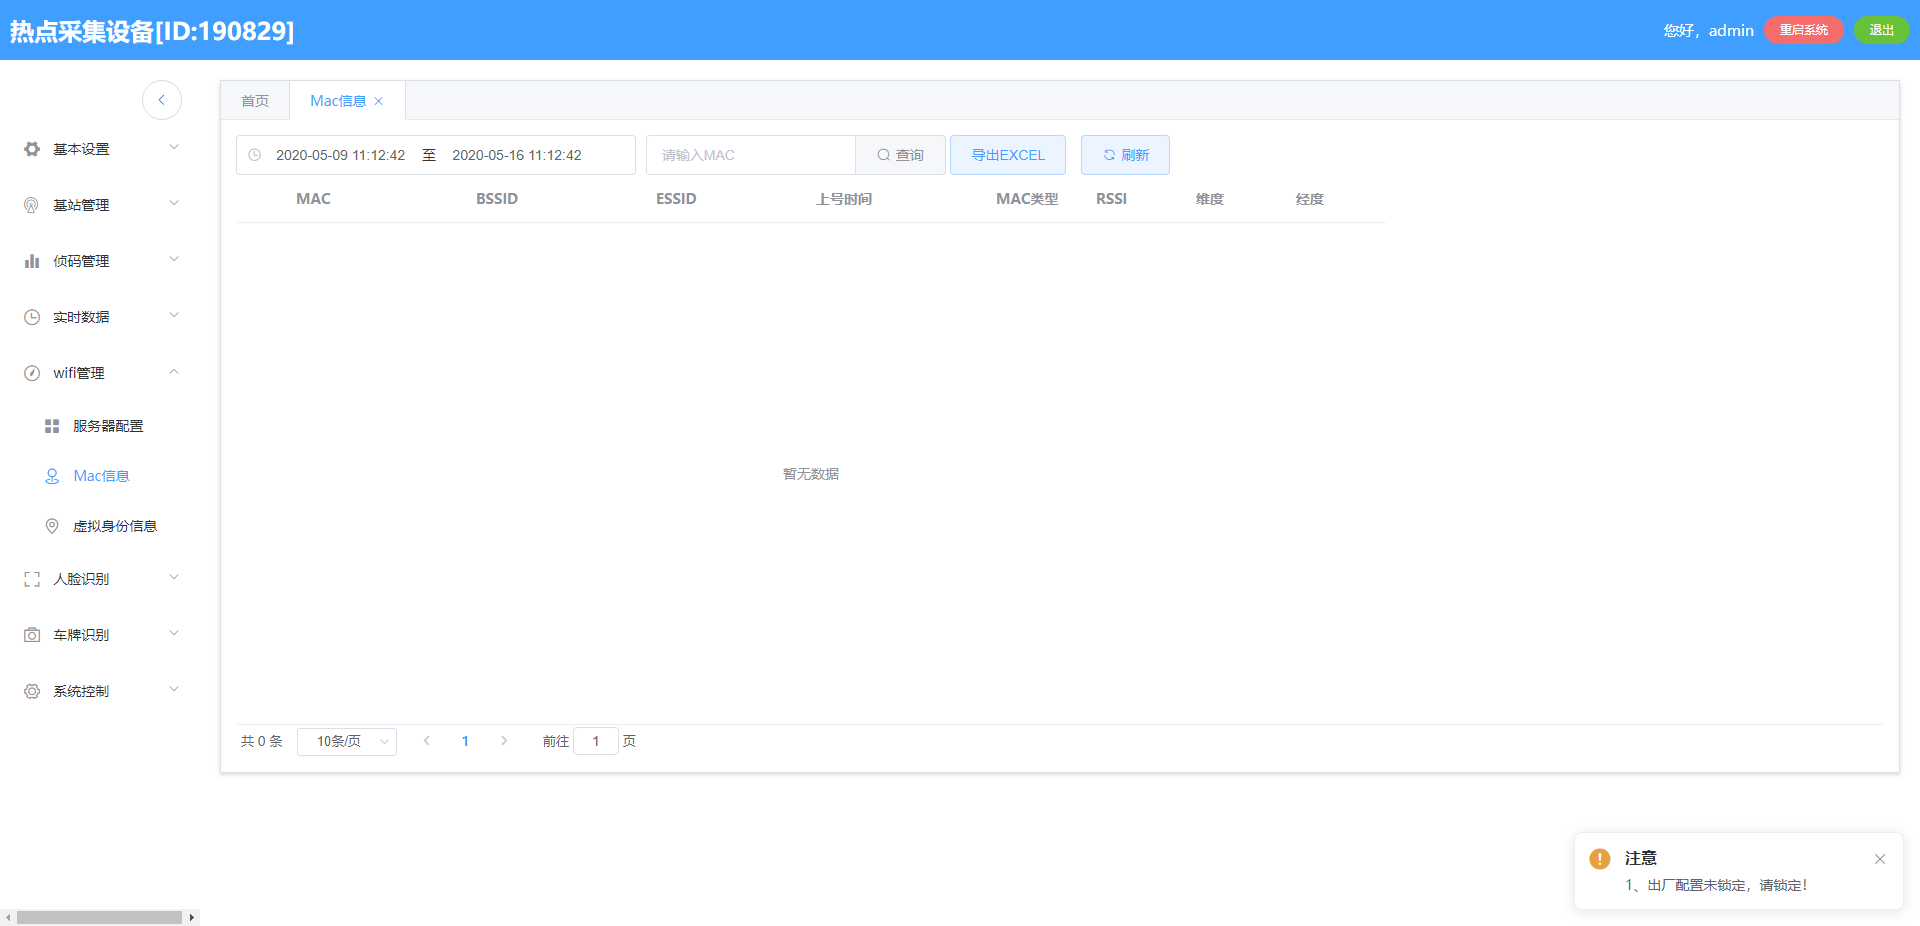 热点采集设备[ID:190829]
您好，admin 重启系统 退出
首页 Mac信息
基本设置
基站管理
侦码管理
实时数据
wifi管理
服务器配置
Mac信息
虚拟身份信息
人脸识别
车牌识别
系统控制
2020-05-09 11:12:42 至 2020-05-16 11:12:42 请输入MAC 查询 导出EXCEL 刷新
MAC BSSID ESSID 上号时间 MAC类型 RSSI 维度 经度
暂无数据
共 0 条 10条/页 1 前往 1 页
注意
1、出厂配置未锁定，请锁定！